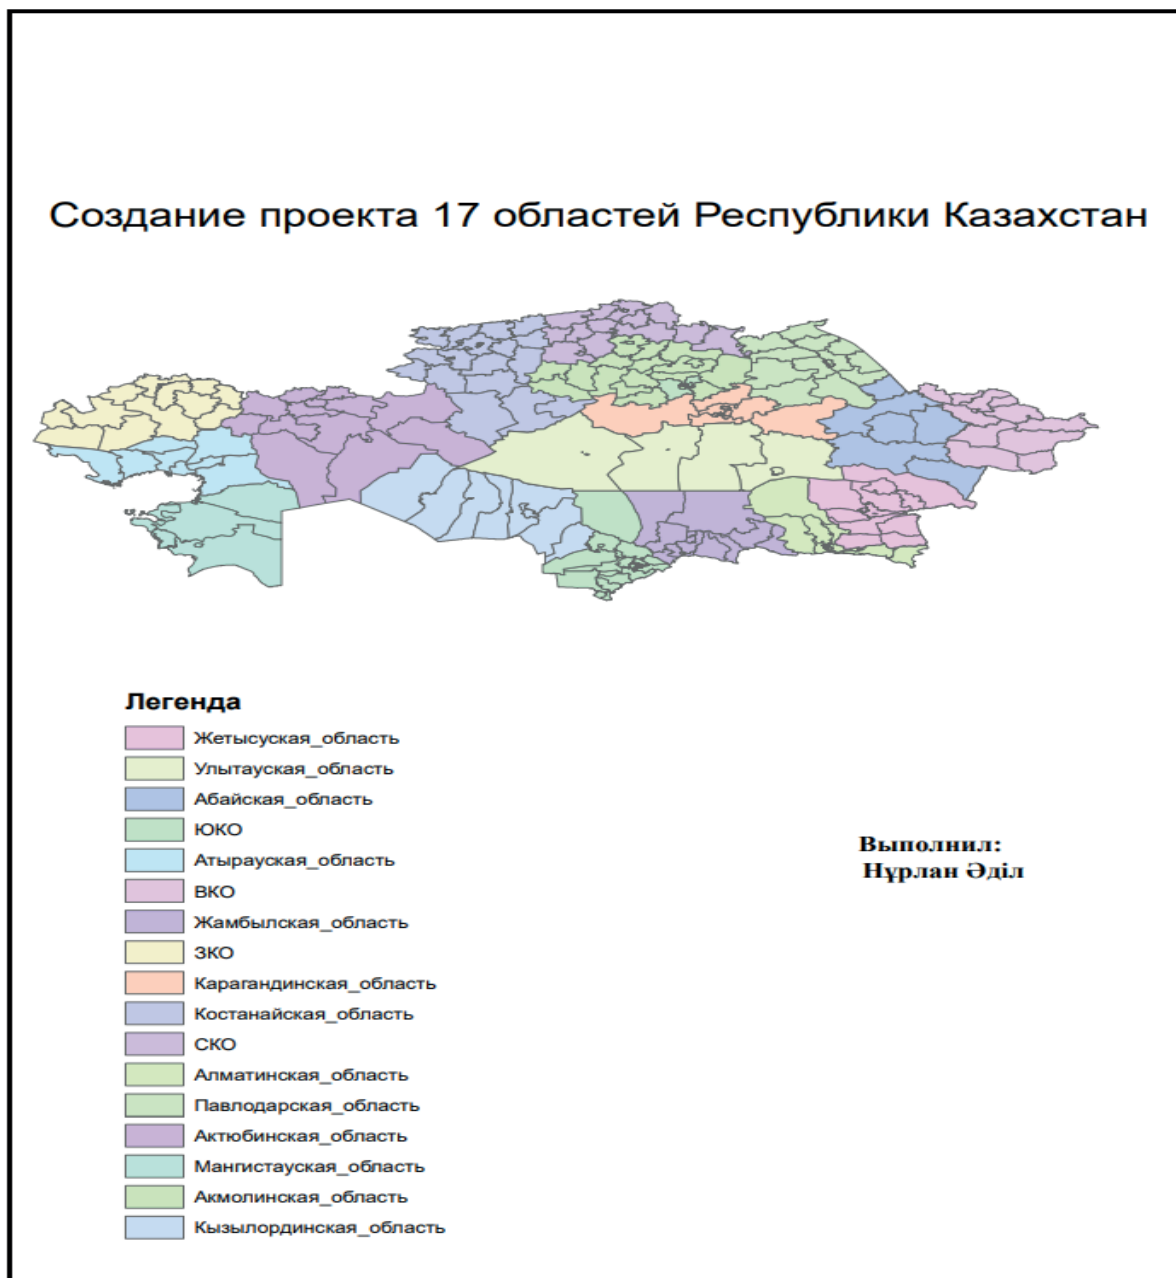 Создание проекта 17 областей Республики Казахстан
Легенда
Жетысуская_область
Улытауская_область
Абайская_область
ЮКО
Атырауская_область
ВКО
Жамбылская_область
ЗКО
Карагандинская_область
Костанайская_область
СКО
Алматинская_область
Павлодарская_область
Актюбинская_область
Мангистауская_область
Акмолинская_область
Кызылординская_область
Выполнил:
Нұрлан Әділ